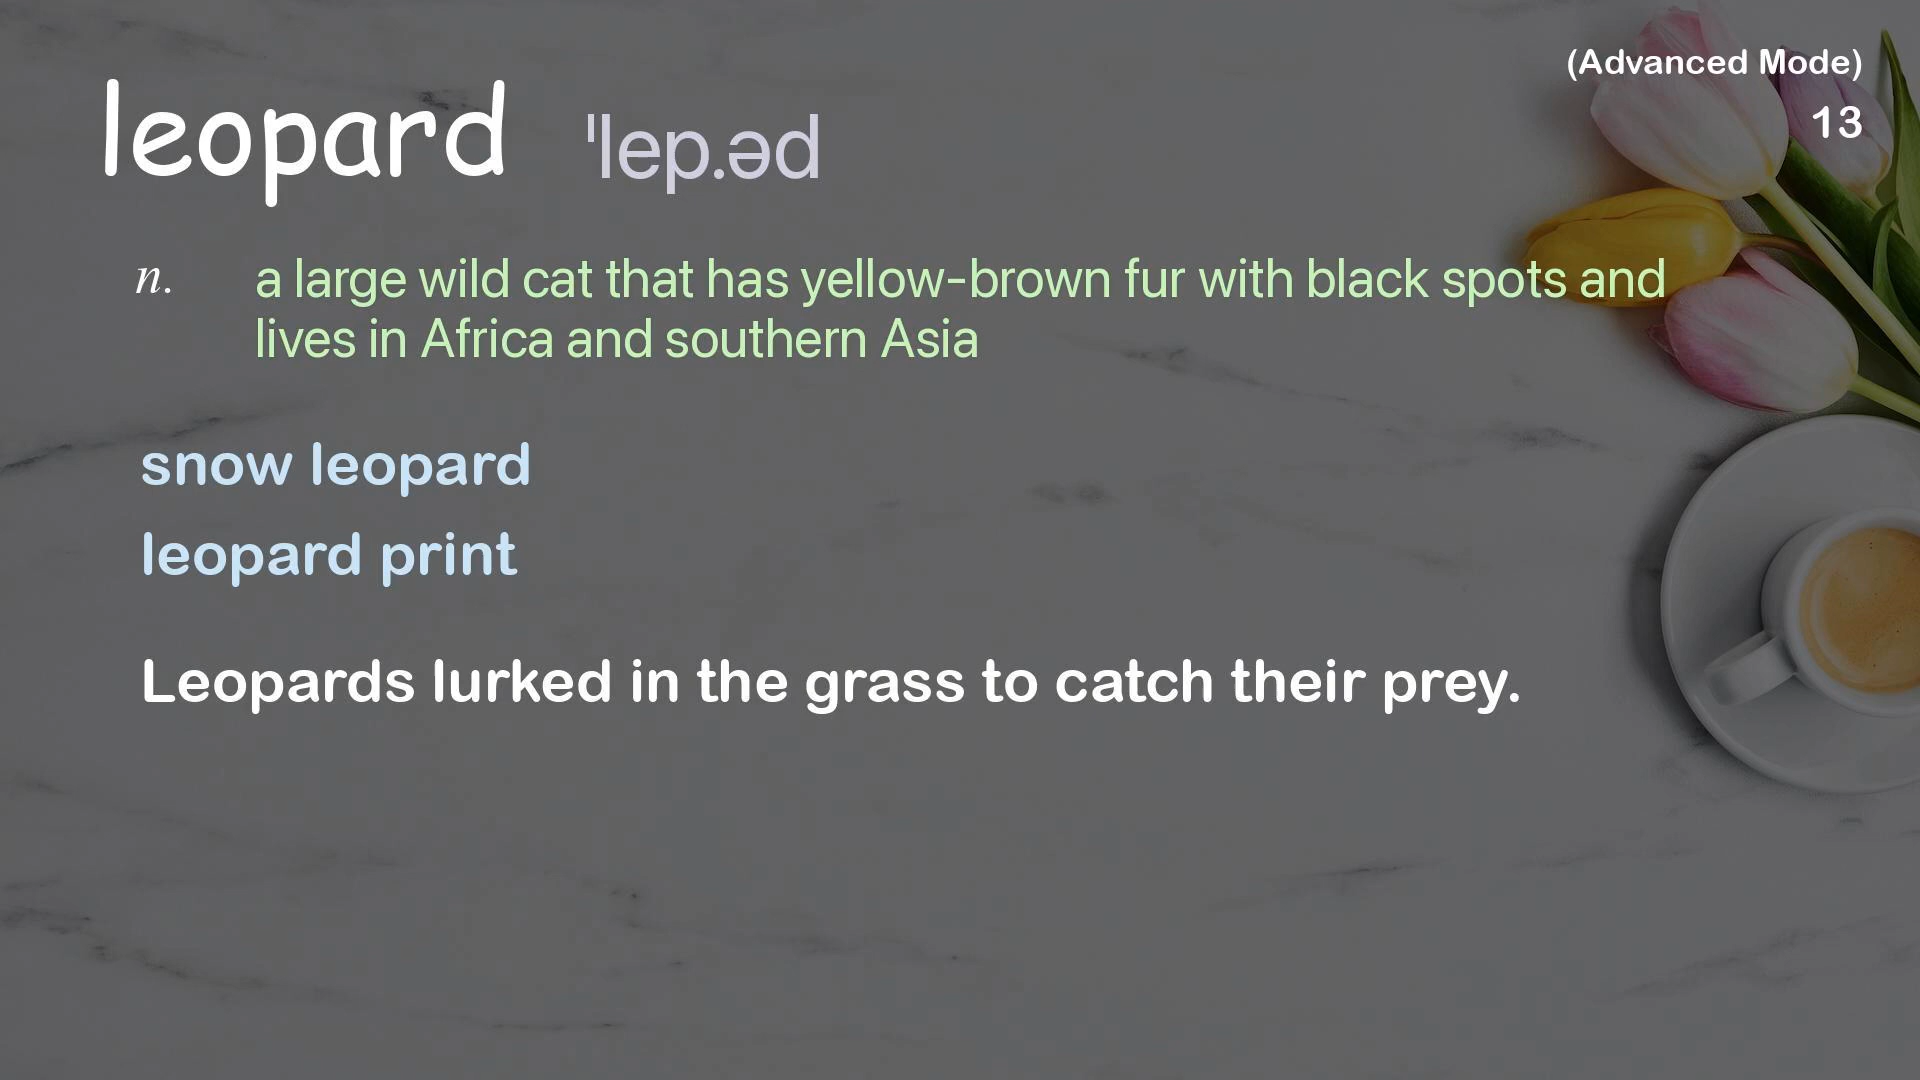 (Advanced Mode)
13
leopard ˈlep.əd
n. a large wild cat that has yellow-brown fur with black spots and
lives in Africa and southern Asia
snow leopard
leopard print
Leopards lurked in the grass to catch their prey.